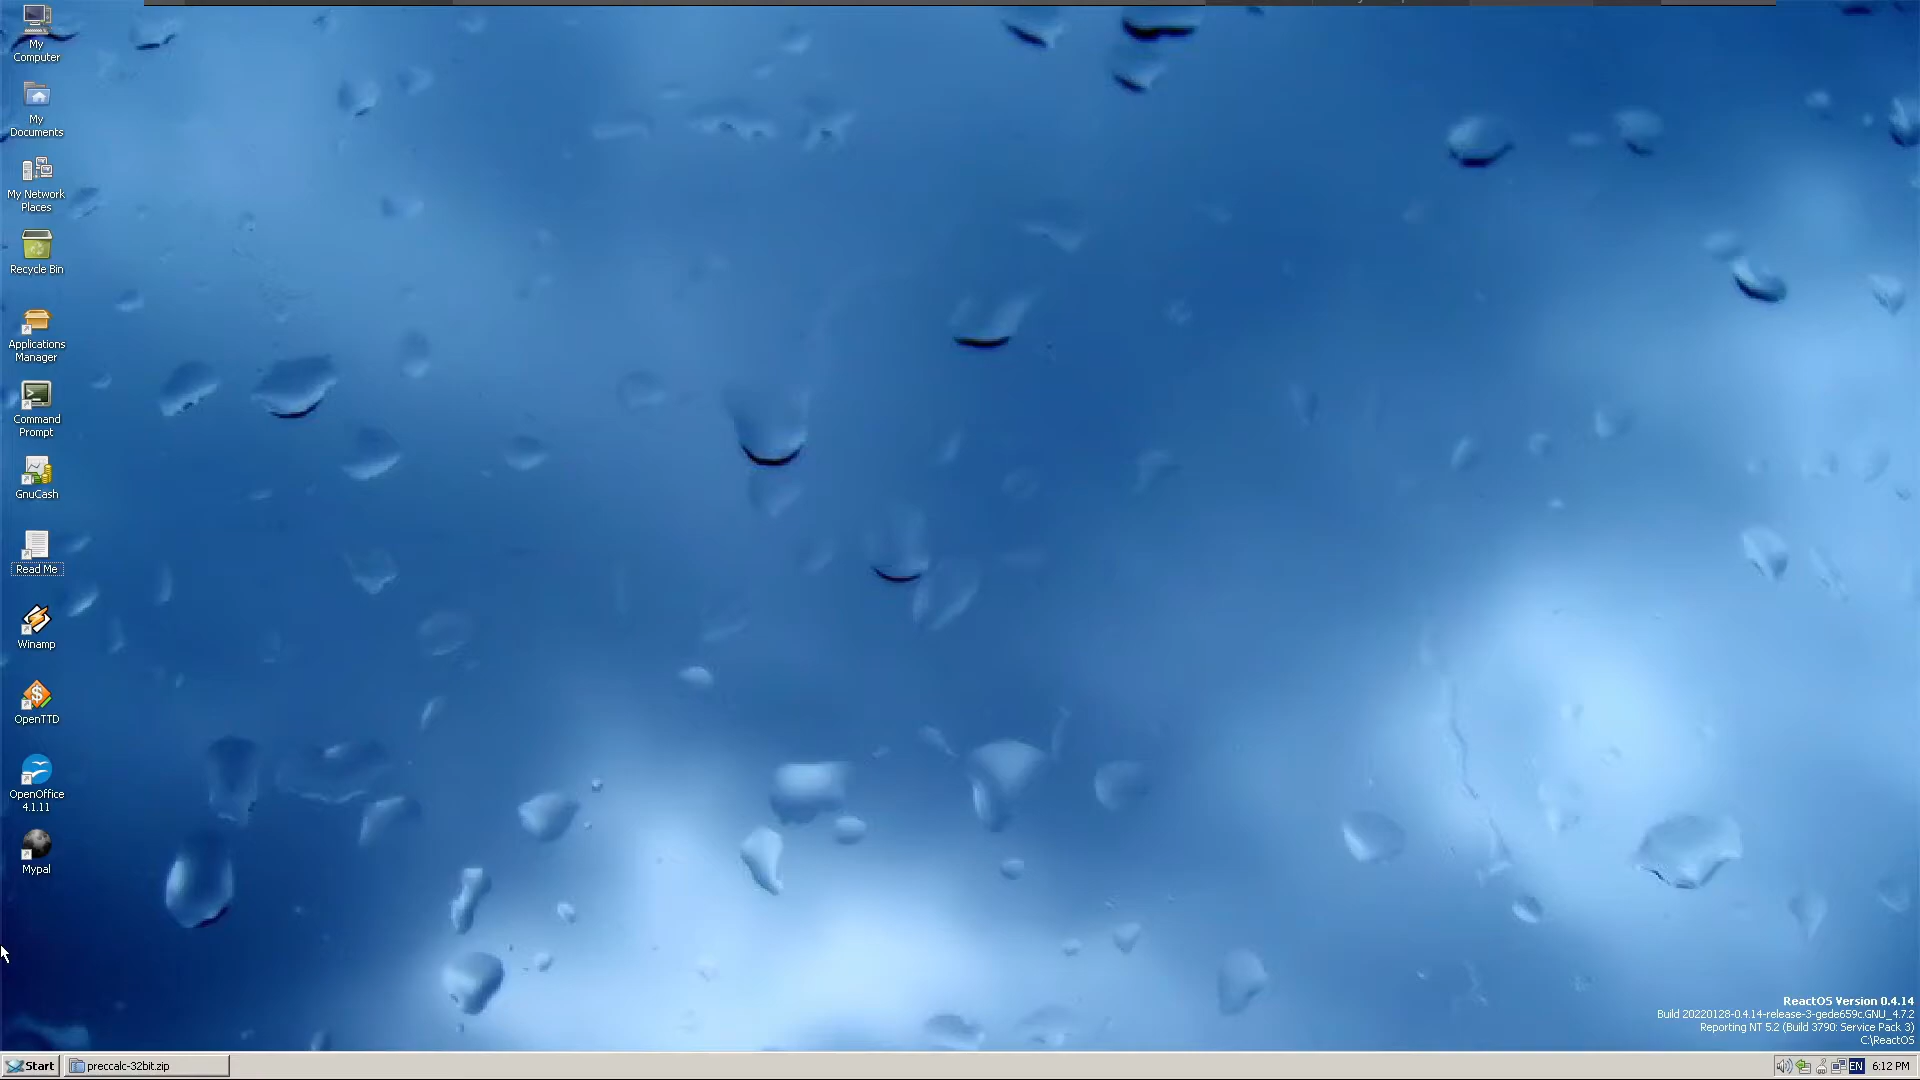 My
Computer
My
Documents
My Network
Places
Recycle Bin
Applications
Manager
Command
Prompt
GnuCash
Read Me
Winamp
OpenTTD
OpenOffice
4.1.11
Mypal
ReactOS Version 0.4.14
Build 20220128-0.4.14-release-3-gede659c.GNU_4.7.2
Reporting NT 5.2 (Build 3790: Service Pack 3)
C:\ReactOS
Start
preccalc-32bit.zip
EN
6:12 PM